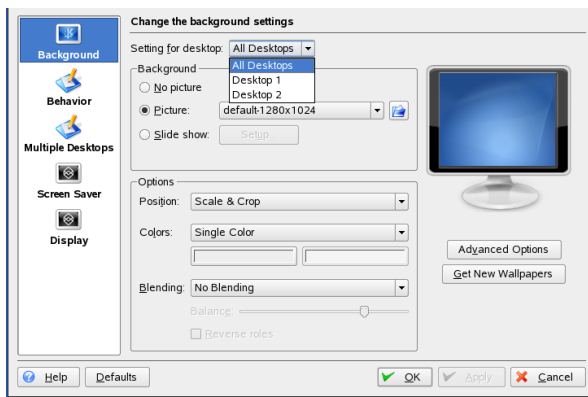 Change the background settings
Background
Behavior
Multiple Desktops
Screen Saver
Display
Setting for desktop: All Desktops
All Desktops
Desktop 1
Desktop 2
Background
No picture
Picture: default-1280x1024
Slide show: Setup...
Options
Position: Scale & Crop
Colors: Single Color
Blending: No Blending
Balance:
Reverse roles
Advanced Options
Get New Wallpapers
Help Defaults OK Apply Cancel